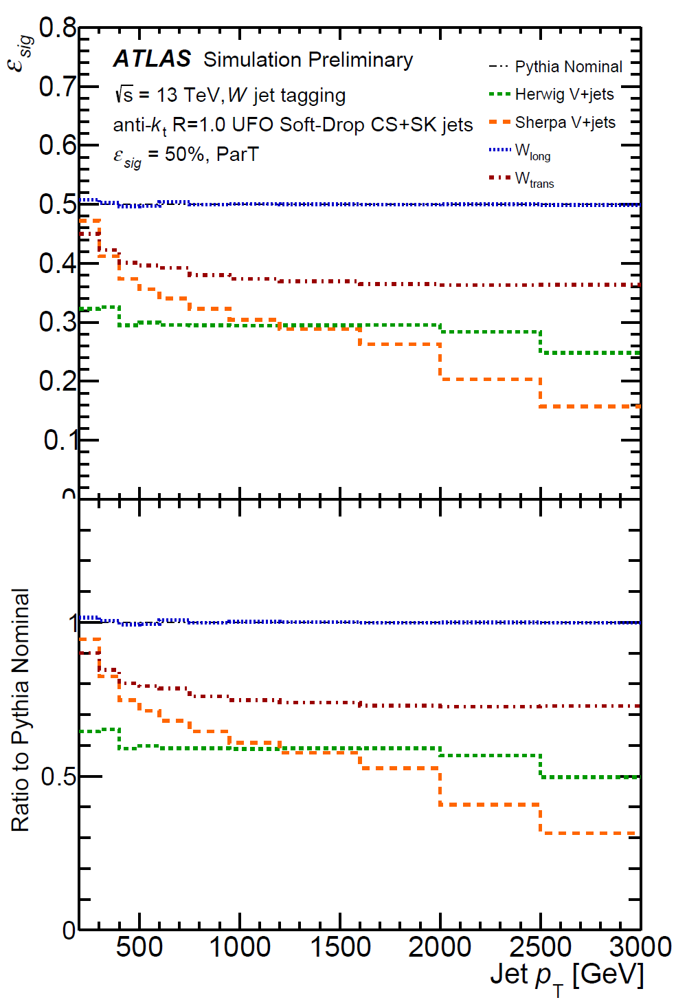 ε_sig
0.8
0.7
0.6
0.5
0.4
0.3
0.2
0.1
0
ATLAS Simulation Preliminary
√s = 13 TeV, W jet tagging
anti-k_t R=1.0 UFO Soft-Drop CS+SK jets
ε_sig = 50%, ParT
Pythia Nominal
Herwig V+jets
Sherpa V+jets
W_long
W_trans
Ratio to Pythia Nominal
1
0.5
0
500 1000 1500 2000 2500 3000
Jet p_T [GeV]